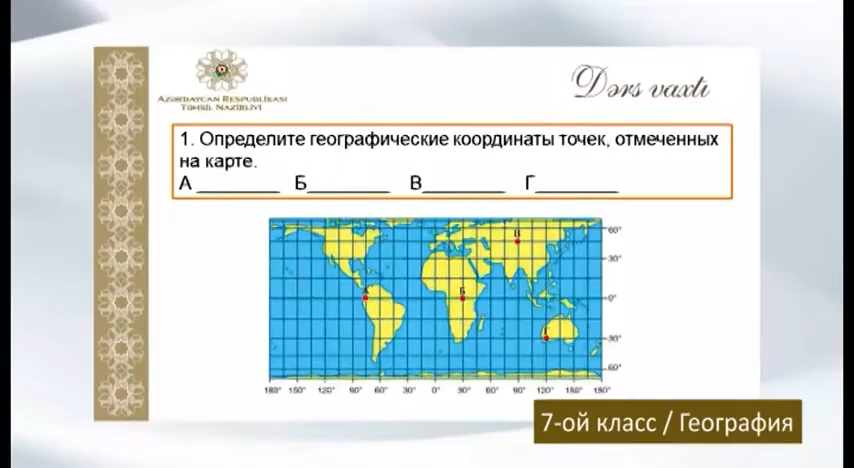 AZƏRBAYCAN RESPUBLİKASI
TƏHSİL NAZİRLİYİ
Dərs vaxtı
1. Определите географические координаты точек, отмеченных
на карте.
А ________ Б________ В________ Г________
В
60°
30°
А
Б
0°
30°
60°
180° 150° 120° 90° 60° 30° 0° 30° 60° 90° 120° 150° 180°
7-ой класс / География